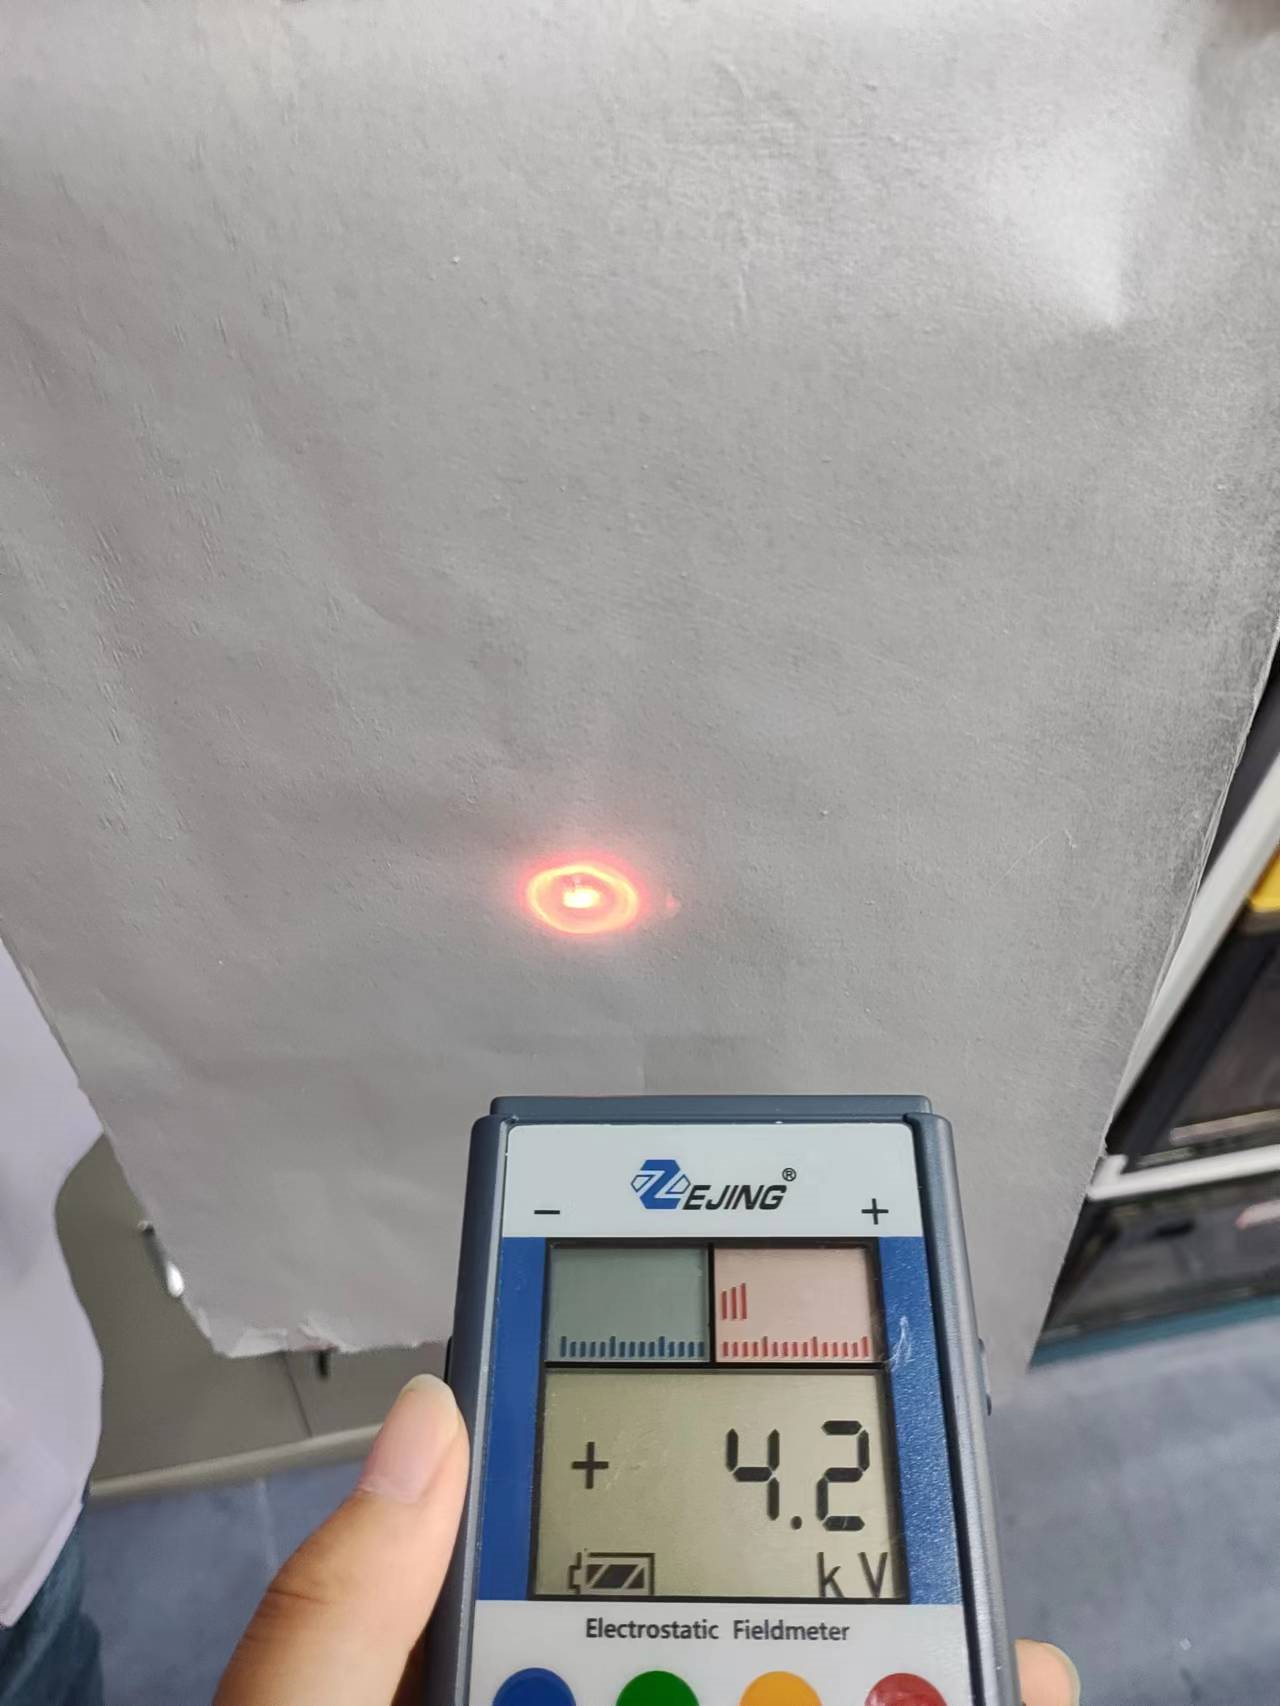 ZEJING®
- +
+ 4.2
kV
Electrostatic Fieldmeter